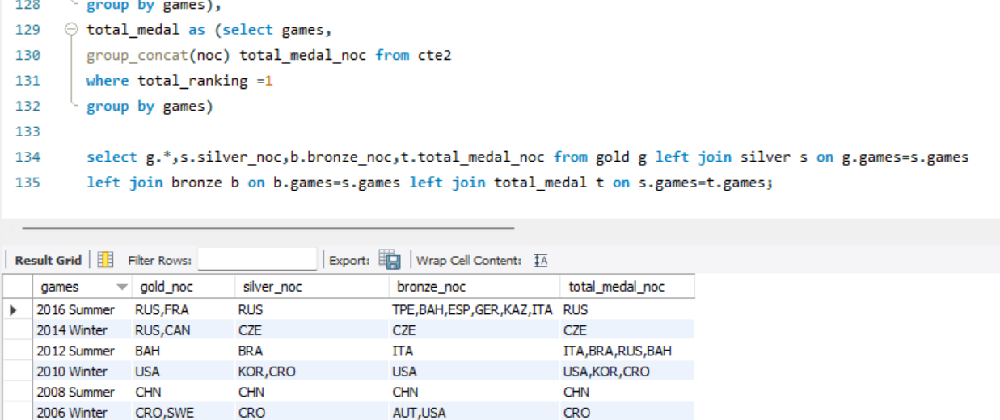 128 group by games),
129 total_medal as (select games,
130 group_concat(noc) total_medal_noc from cte2
131 where total_ranking =1
132 group by games)
133
134 select g.*,s.silver_noc,b.bronze_noc,t.total_medal_noc from gold g left join silver s on g.games=s.games
135 left join bronze b on b.games=s.games left join total_medal t on s.games=t.games;
Result Grid Filter Rows: Export: Wrap Cell Content: IA
games gold_noc silver_noc bronze_noc total_medal_noc
2016 Summer RUS,FRA RUS TPE,BAH,ESP,GER,KAZ,ITA RUS
2014 Winter RUS,CAN CZE CZE CZE
2012 Summer BAH BRA ITA ITA,BRA,RUS,BAH
2010 Winter USA KOR,CRO USA USA,KOR,CRO
2008 Summer CHN CHN CHN CHN
2006 Winter CRO,SWE CRO AUT,USA CRO